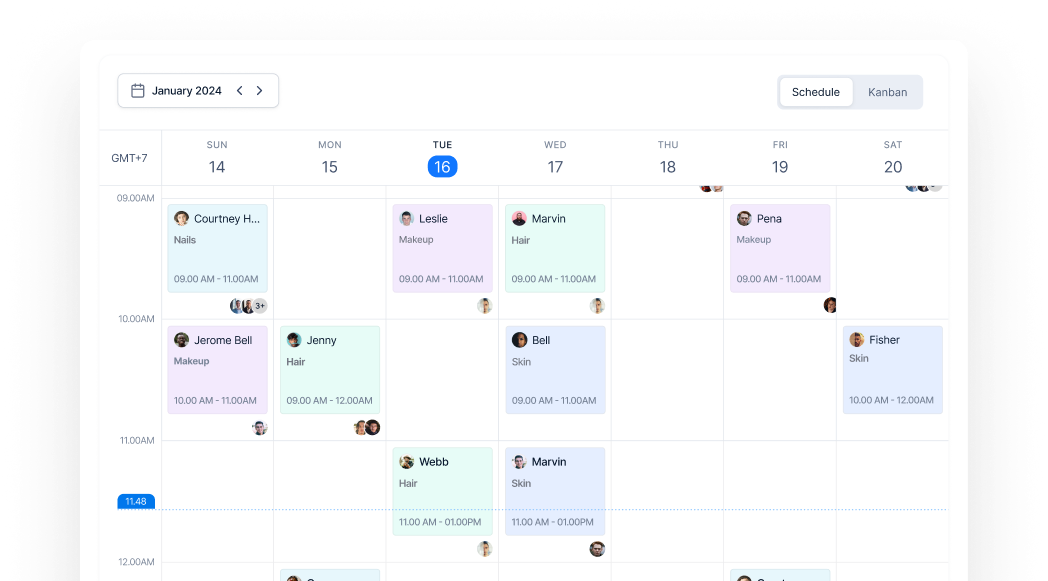 January 2024
Schedule
Kanban
GMT+7
SUN
14
MON
15
TUE
16
WED
17
THU
18
FRI
19
SAT
20
09.00AM
Courtney H...
Nails
09.00 AM - 11.00AM
3+
Leslie
Makeup
09.00 AM - 11.00AM
Marvin
Hair
09.00 AM - 11.00AM
Pena
Makeup
09.00 AM - 11.00AM
10.00AM
Jerome Bell
Makeup
10.00 AM - 11.00AM
Jenny
Hair
09.00 AM - 12.00AM
Bell
Skin
09.00 AM - 11.00AM
Fisher
Skin
10.00 AM - 12.00AM
11.00AM
Webb
Hair
11.00 AM - 01.00PM
Marvin
Skin
11.00 AM - 01.00PM
11.48
12.00AM